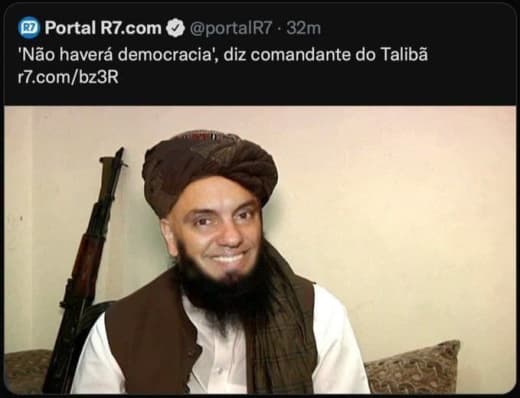 R7 Portal R7.com @portalR7 · 32m
'Não haverá democracia', diz comandante do Talibã
r7.com/bz3R